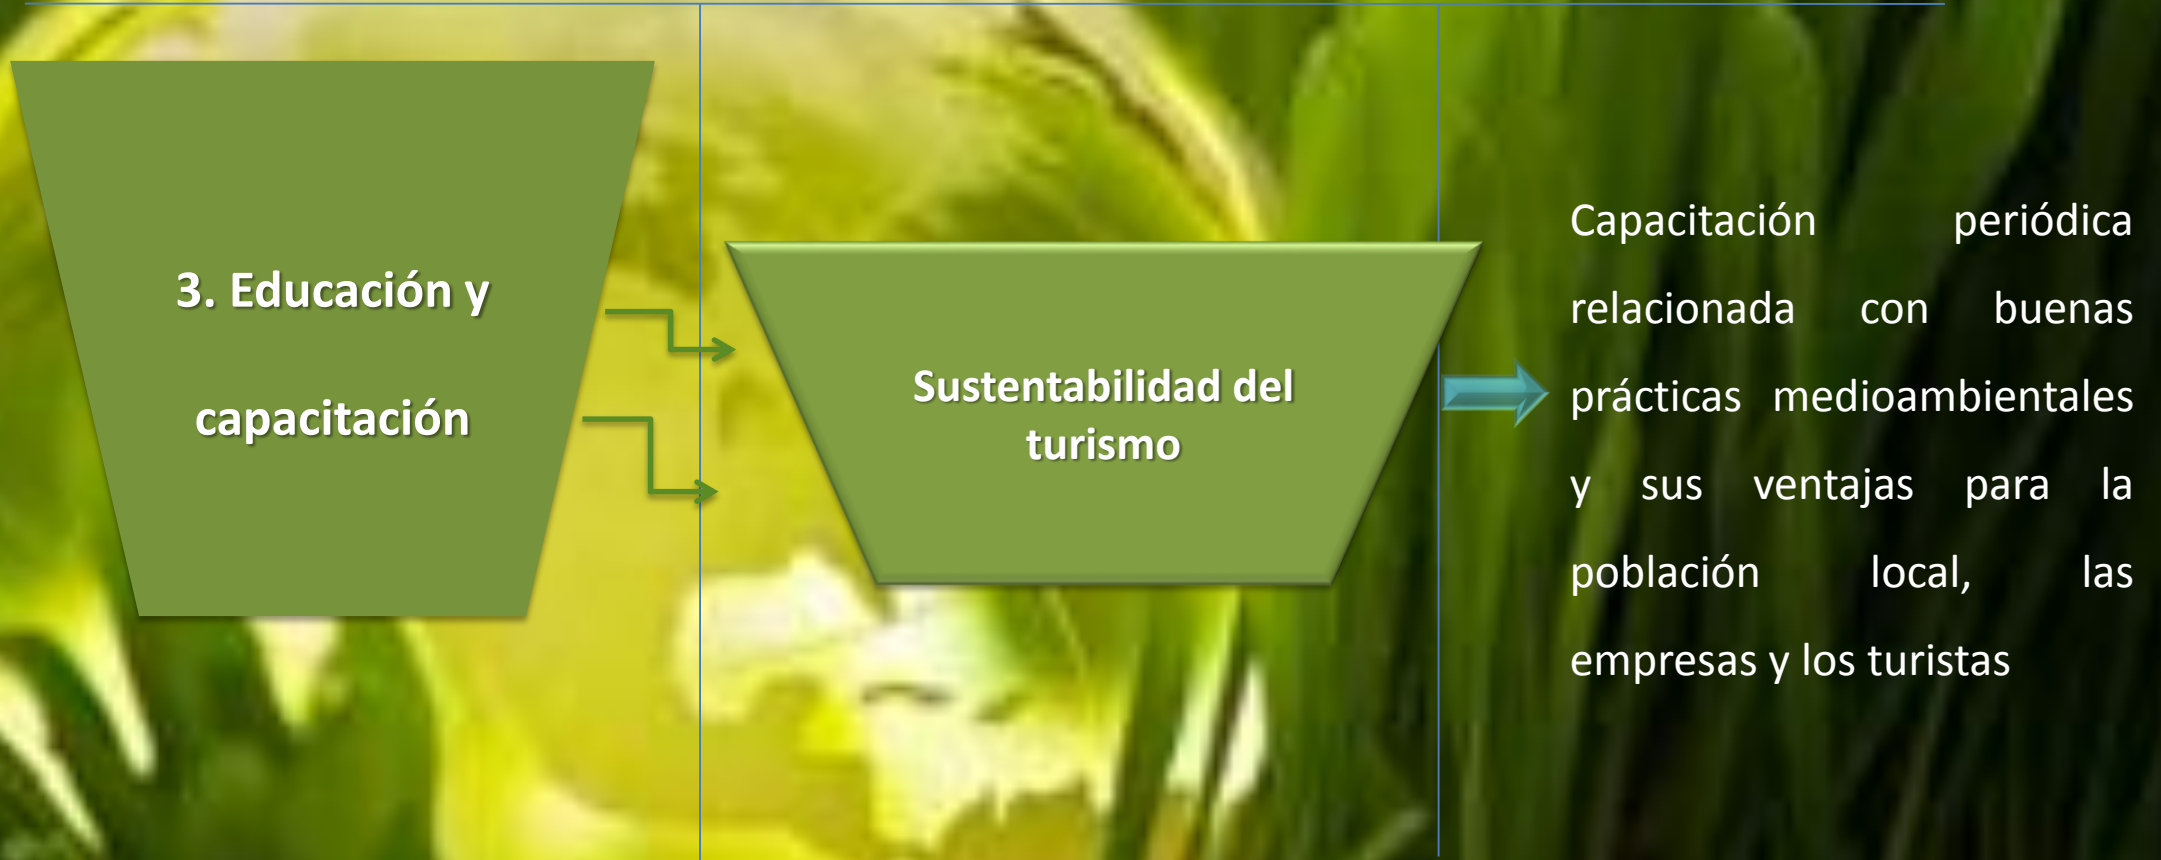 3. Educación y
capacitación
Sustentabilidad del
turismo
Capacitación periódica
relacionada con buenas
prácticas medioambientales
y sus ventajas para la
población local, las
empresas y los turistas